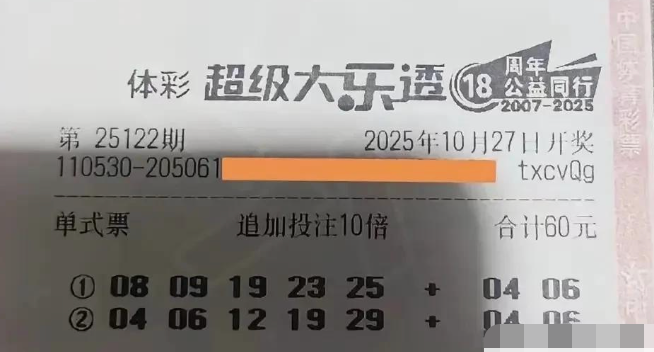 体彩 超级大乐透 18周年 公益同行 2007-2025
第 25122期 2025年10月27日开奖
110530-205061 txcvQg
单式票 追加投注10倍 合计60元
① 08 09 19 23 25 + 04 06
② 04 06 12 19 29 + 04 06
中国体育彩票